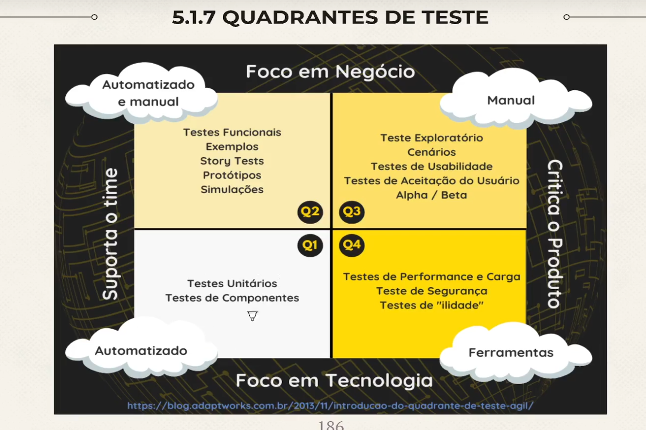 5.1.7 QUADRANTES DE TESTE
Foco em Negócio
Automatizado
e manual
Manual
Testes Funcionais
Exemplos
Story Tests
Protótipos
Simulações
Q2
Teste Exploratório
Cenários
Testes de Usabilidade
Testes de Aceitação do Usuário
Alpha / Beta
Q3
Suporta o time
Critica o Produto
Q1
Testes Unitários
Testes de Componentes
Q4
Testes de Performance e Carga
Teste de Segurança
Testes de "ilidade"
Automatizado
Ferramentas
Foco em Tecnologia
https://blog.adaptworks.com.br/2013/11/introducao-do-quadrante-de-teste-agil/
186